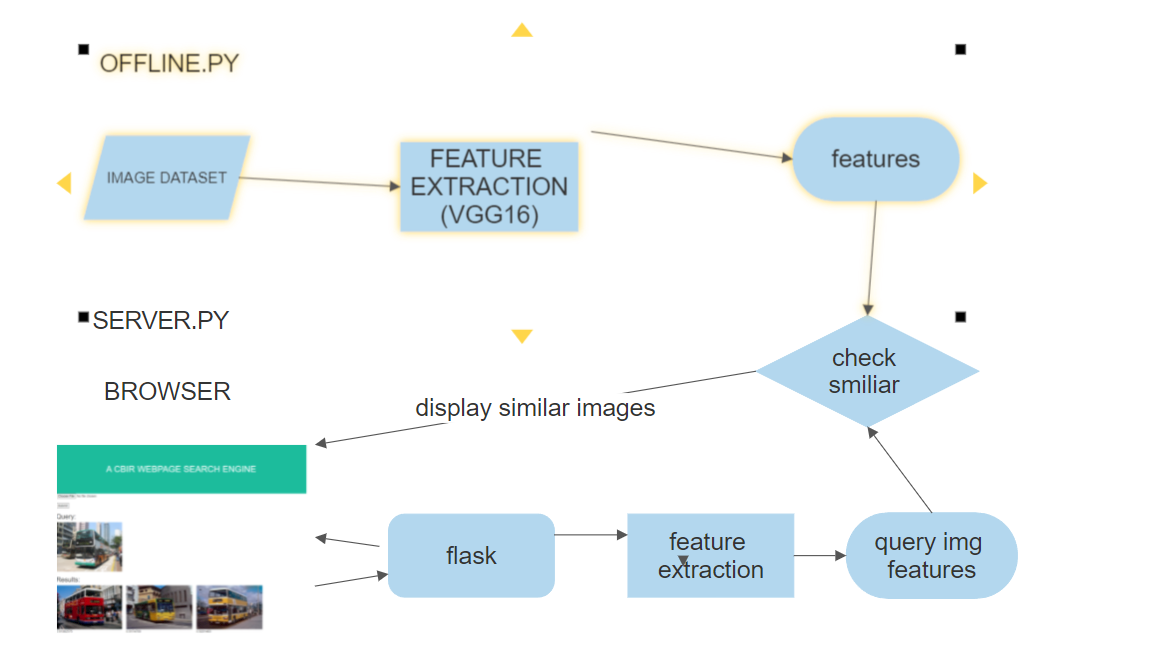 OFFLINE.PY
IMAGE DATASET
FEATURE
EXTRACTION
(VGG16)
features
SERVER.PY
BROWSER
check
smiliar
display similar images
A CBIR WEBPAGE SEARCH ENGINE
Query:
Results:
flask
feature
extraction
query img
features